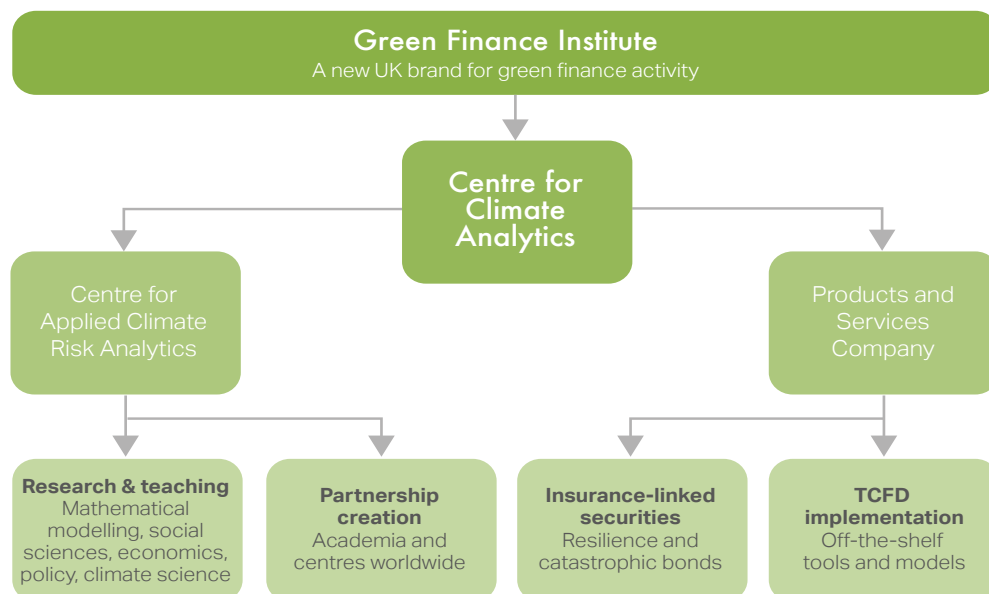 Green Finance Institute
A new UK brand for green finance activity
Centre for
Climate
Analytics
Centre for
Applied Climate
Risk Analytics
Products and
Services
Company
Research & teaching
Mathematical
modelling, social
sciences, economics,
policy, climate science
Partnership
creation
Academia and
centres worldwide
Insurance-linked
securities
Resilience and
catastrophic bonds
TCFD
implementation
Off-the-shelf
tools and models